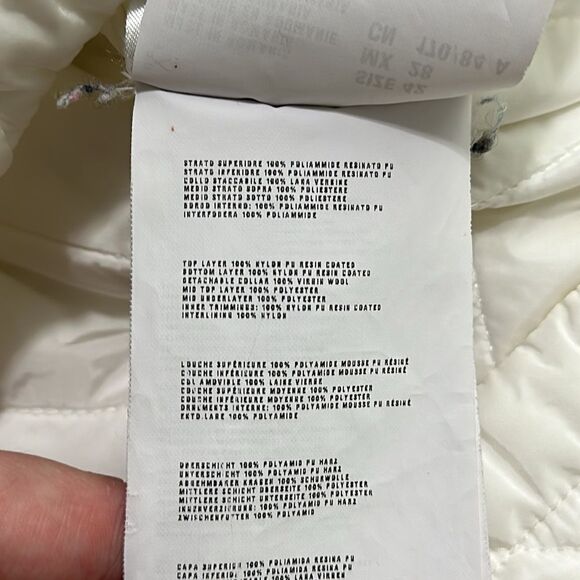 CN 170/84 A
MX 28
SIZE 42
STRATO SUPERIORE 100% POLIAMMIDE RESINATO PU
STRATO INFERIORE 100% POLIAMMIDE RESINATO PU
COLLO STACCABILE 100% LANA VERGINE
MEDIO STRATO SOPRA 100% POLIESTERE
MEDIO STRATO SOTTO 100% POLIESTERE
BORDO INTERNO: 100% POLIAMMIDE RESINATO PU
INTERFODERA 100% POLIAMMIDE
TOP LAYER 100% NYLON PU RESIN COATED
BOTTOM LAYER 100% NYLON PU RESIN COATED
DETACHABLE COLLAR 100% VIRGIN WOOL
MID TOP LAYER 100% POLYESTER
MID UNDERLAYER 100% POLYESTER
INNER TRIMMINGS: 100% NYLON PU RESIN COATED
INTERLINING 100% NYLON
COUCHE SUPÉRIEURE 100% POLYAMIDE MOUSSE PU RÉSINÉ
COUCHE INFÉRIEURE 100% POLYAMIDE MOUSSE PU RÉSINÉ
COL AMOVIBLE 100% LAINE VIERGE
COUCHE SUPÉRIEURE MOYENNE 100% POLYESTER
COUCHE INFÉRIEURE MOYENNE 100% POLYESTER
ORNEMENTS INTERNE: 100% POLYAMIDE MOUSSE PU RÉSINÉ
ENTO.LANE 100% POLYAMIDE
OBERSCHICHT 100% POLYAMID PU HARZ
UNTERSCHICHT 100% POLYAMID PU HARZ
ABNEHMBARER KRAGEN 100% SCHURWOLLE
MITTLERE SCHICHT OBERSEITE 100% POLYESTER
MITTLERE SCHICHT UNTERSEITE 100% POLYESTER
INNENVERZIERUNG: 100% POLYAMID PU HARZ
ZWISCHENFUTTER 100% POLYAMID
CAPA SUPERIOR 100% POLIAMIDA RESINA PU
CAPA INFERIOR 100% POLIAMIDA RESINA PU
100% LANA VIRGEN